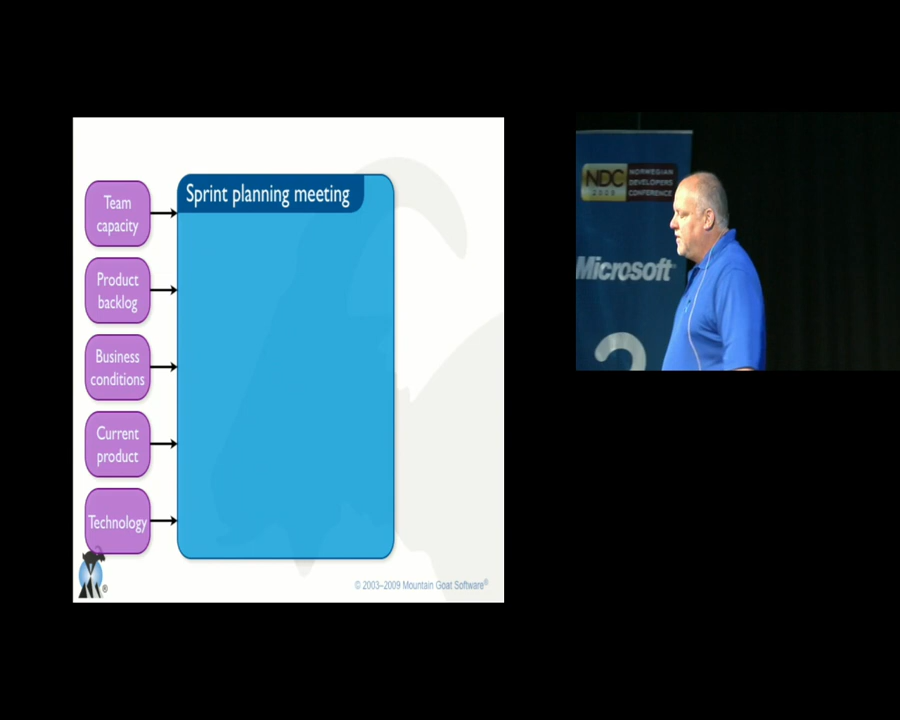 Sprint planning meeting
Team
capacity
Product
backlog
Business
conditions
Current
product
Technology
®
© 2003–2009 Mountain Goat Software®
NDC
2009
NORWEGIAN
DEVELOPERS
CONFERENCE
Microsoft